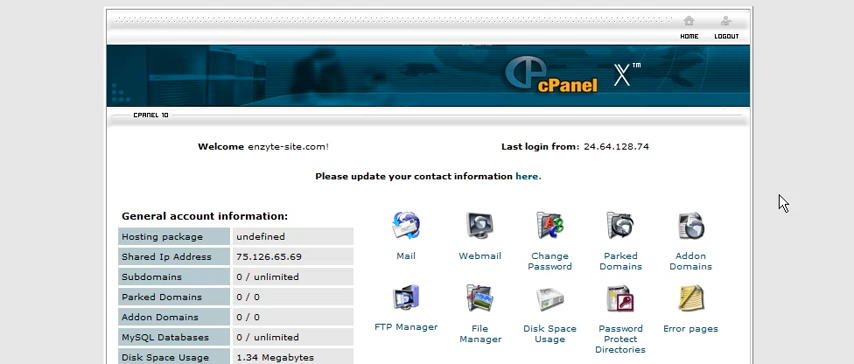 HOME LOGOUT
CP
cPanel X™
CPANEL 10
Welcome enzyte-site.com! Last login from: 24.64.128.74
Please update your contact information here.
General account information:
Hosting package undefined
Shared Ip Address 75.126.65.69
Subdomains 0 / unlimited
Parked Domains 0 / 0
Addon Domains 0 / 0
MySQL Databases 0 / unlimited
Disk Space Usage 1.34 Megabytes
Mail Webmail Change Password Parked Domains Addon Domains
FTP Manager File Manager Disk Space Usage Password Protect Directories Error pages